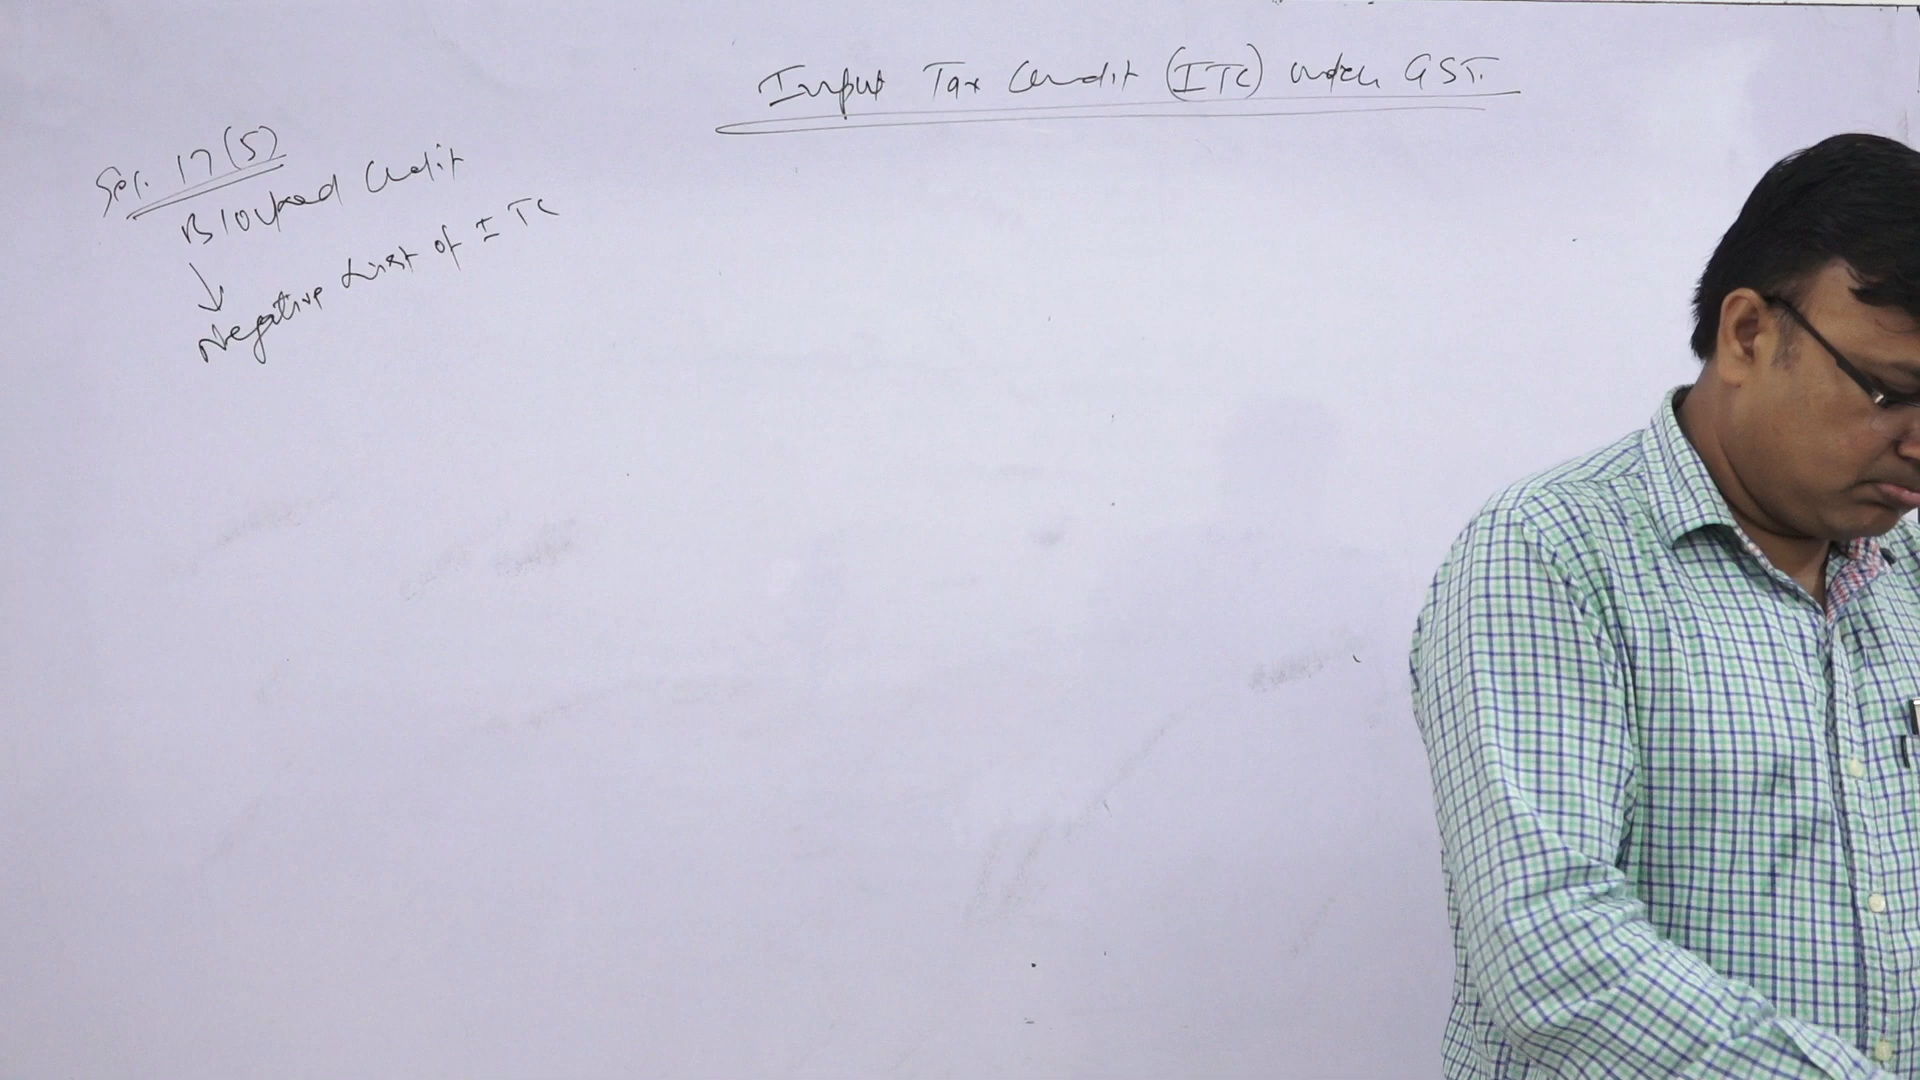 Input Tax Credit (ITC) under GST.
Sec. 17(5)
Blocked Credit
↓
Negative List of ITC